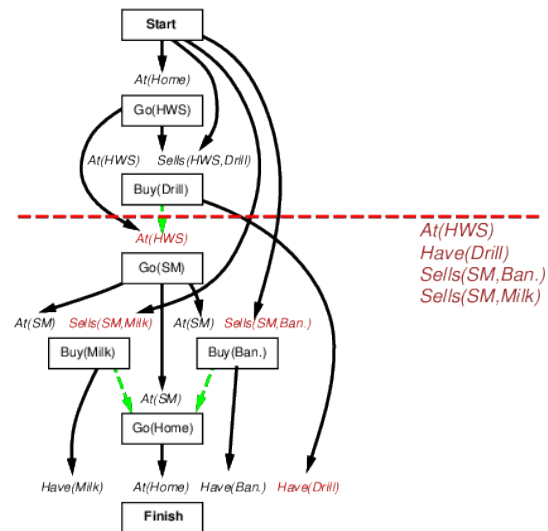 Start
At(Home)
Go(HWS)
At(HWS) Sells(HWS,Drill)
Buy(Drill)
At(HWS)
Go(SM)
At(SM) Sells(SM,Milk) At(SM) Sells(SM,Ban.)
Buy(Milk) Buy(Ban.)
At(SM)
Go(Home)
Have(Milk) At(Home) Have(Ban.) Have(Drill)
Finish
At(HWS)
Have(Drill)
Sells(SM,Ban.)
Sells(SM,Milk)